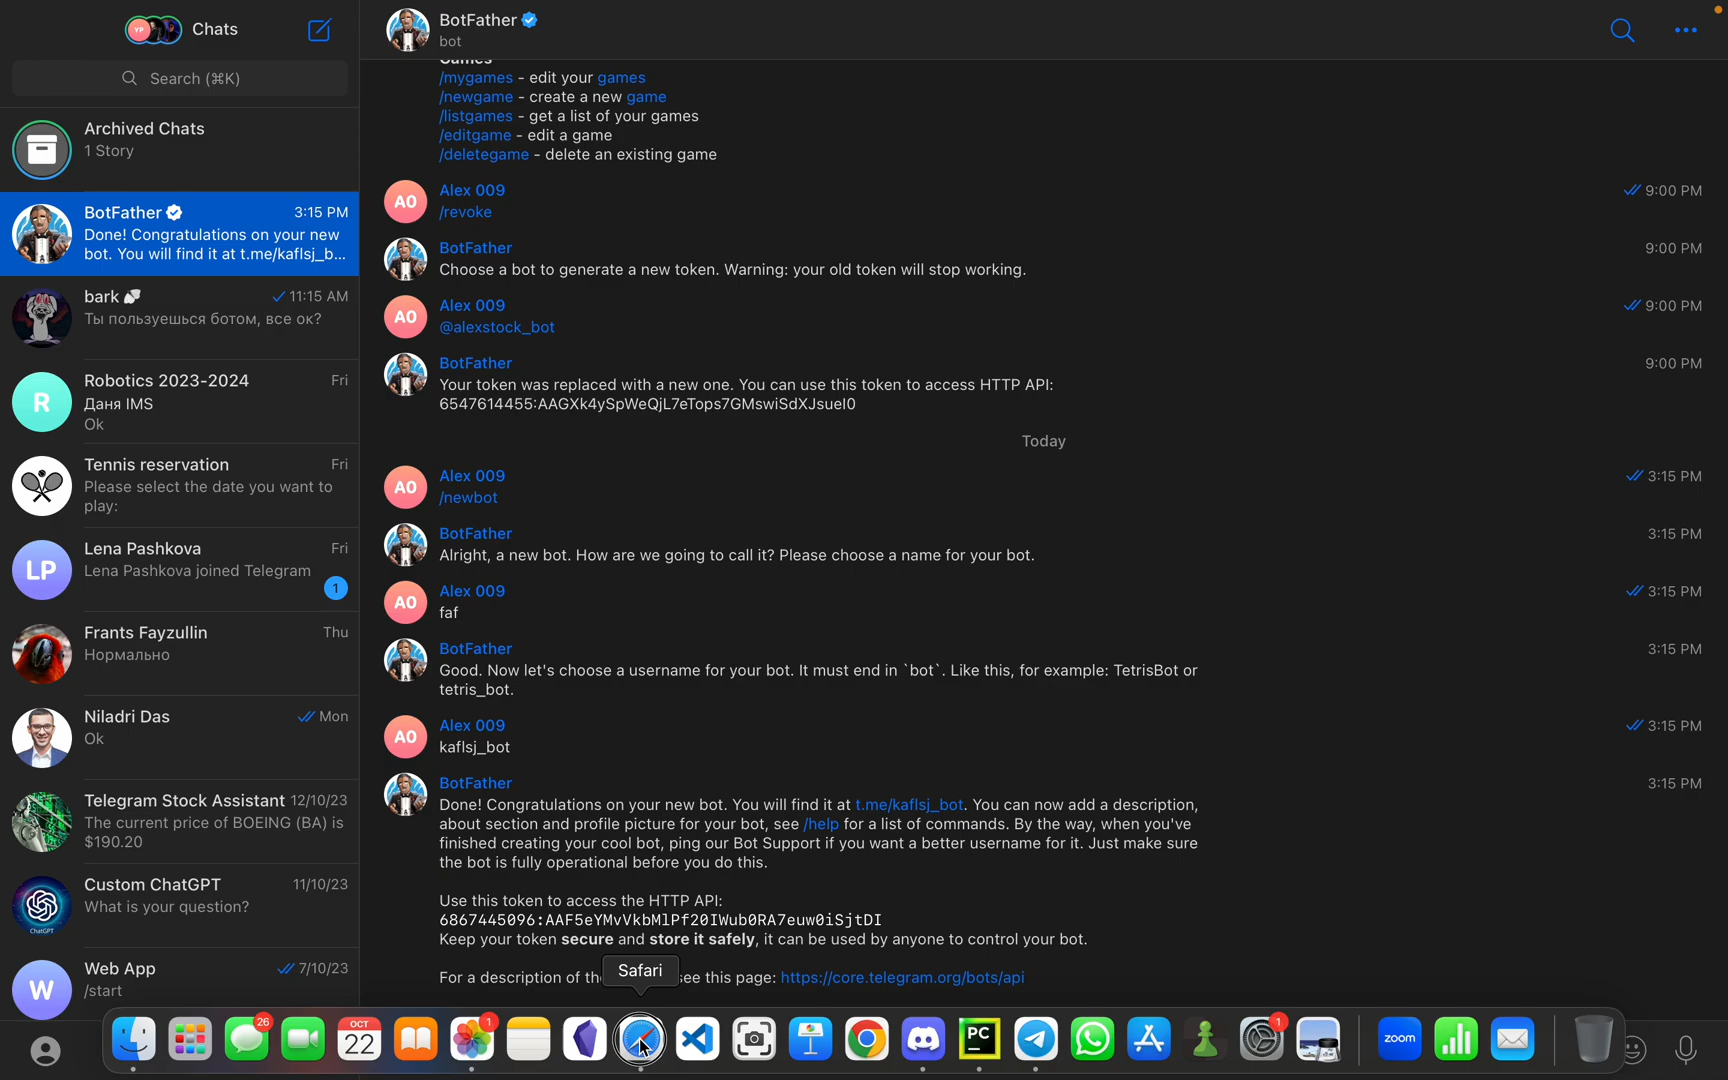 Chats
Search (⌘K)
Archived Chats
1 Story
BotFather
3:15 PM
Done! Congratulations on your new
bot. You will find it at t.me/kaflsj_b...
bark
11:15 AM
Ты пользуешься ботом, все ок?
R
Robotics 2023-2024
Fri
Даня IMS
Ok
Tennis reservation
Fri
Please select the date you want to
play:
LP
Lena Pashkova
Fri
Lena Pashkova joined Telegram
1
Frants Fayzullin
Thu
Нормально
Niladri Das
Mon
Ok
Telegram Stock Assistant
12/10/23
The current price of BOEING (BA) is
$190.20
Custom ChatGPT
11/10/23
What is your question?
W
Web App
7/10/23
/start
BotFather
bot
Games
/mygames - edit your games
/newgame - create a new game
/listgames - get a list of your games
/editgame - edit a game
/deletegame - delete an existing game
A0
Alex 009
9:00 PM
/revoke
BotFather
9:00 PM
Choose a bot to generate a new token. Warning: your old token will stop working.
A0
Alex 009
9:00 PM
@alexstock_bot
BotFather
9:00 PM
Your token was replaced with a new one. You can use this token to access HTTP API:
6547614455:AAGXk4ySpWeQjL7eTops7GMswiSdXJsueI0
Today
A0
Alex 009
3:15 PM
/newbot
BotFather
3:15 PM
Alright, a new bot. How are we going to call it? Please choose a name for your bot.
A0
Alex 009
3:15 PM
faf
BotFather
3:15 PM
Good. Now let's choose a username for your bot. It must end in `bot`. Like this, for example: TetrisBot or
tetris_bot.
A0
Alex 009
3:15 PM
kaflsj_bot
BotFather
3:15 PM
Done! Congratulations on your new bot. You will find it at t.me/kaflsj_bot. You can now add a description,
about section and profile picture for your bot, see /help for a list of commands. By the way, when you've
finished creating your cool bot, ping our Bot Support if you want a better username for it. Just make sure
the bot is fully operational before you do this.
Use this token to access the HTTP API:
6867445096:AAF5eYMvVkbMlPf20IWub0RA7euw0iSjtDI
Keep your token secure and store it safely, it can be used by anyone to control your bot.
For a description of th
see this page: https://core.telegram.org/bots/api
Safari
26
OCT
22
1
PC
1
zoom